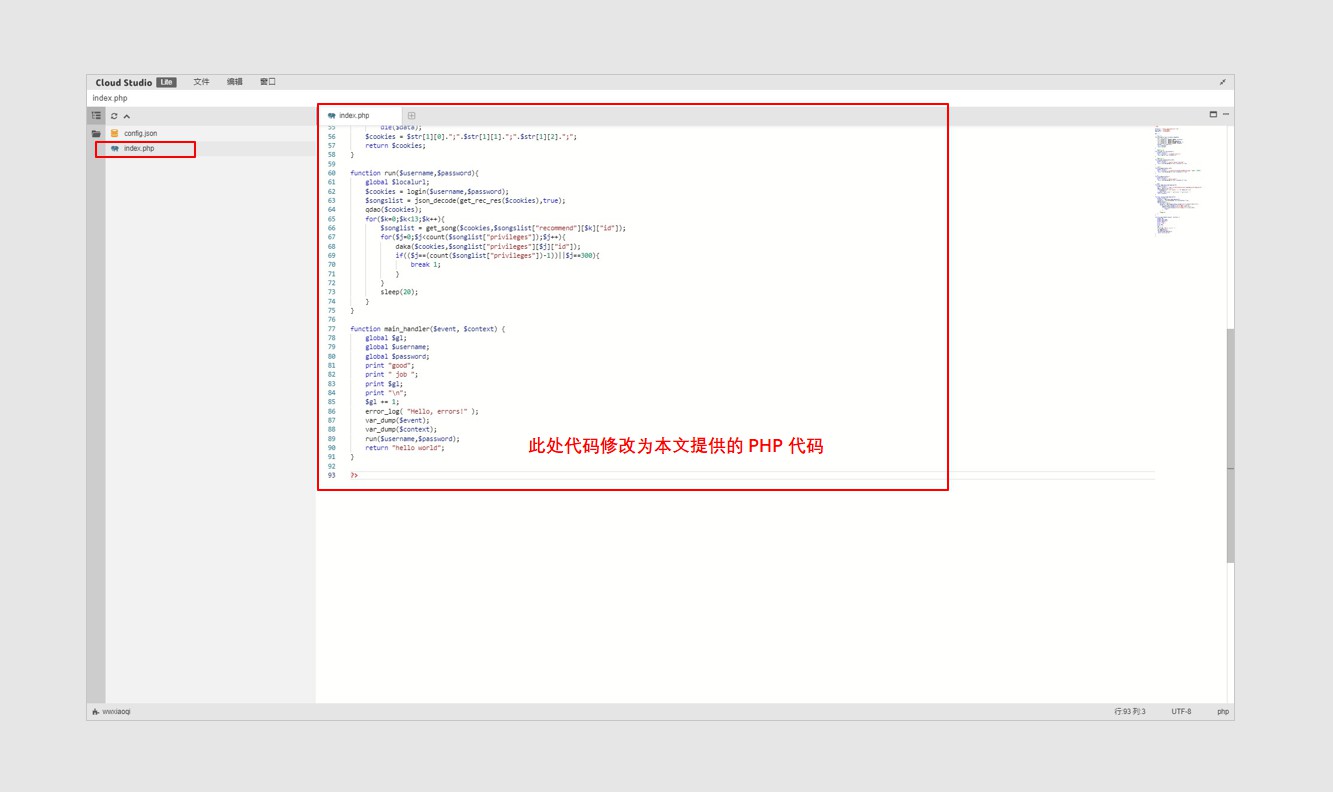 Cloud Studio Lite 文件 编辑 窗口
index.php
index.php
config.json
index.php
55 die($data);
56 $cookies = $str[1][0].";".$str[1][1].";".$str[1][2].";";
57 return $cookies;
58 }
59
60 function run($username,$password){
61 global $localurl;
62 $cookies = login($username,$password);
63 $songslist = json_decode(get_rec_res($cookies),true);
64 qdao($cookies);
65 for($k=0;$k<13;$k++){
66 $songlist = get_song($cookies,$songslist["recommend"][$k]["id"]);
67 for($j=0;$j<count($songlist["privileges"]);$j++){
68 daka($cookies,$songlist["privileges"][$j]["id"]);
69 if(($j==(count($songlist["privileges"])-1))||$j==300){
70 break 1;
71 }
72 }
73 sleep(20);
74 }
75 }
76
77 function main_handler($event, $context) {
78 global $gl;
79 global $username;
80 global $password;
81 print "good";
82 print " job ";
83 print $gl;
84 print "\n";
85 $gl += 1;
86 error_log( "Hello, errors!" );
87 var_dump($event);
88 var_dump($context);
89 run($username,$password);
90 return "hello world";
91 }
92
93 ?>
此处代码修改为本文提供的 PHP 代码
wwxiaoqi 行:93 列:3 UTF-8 php